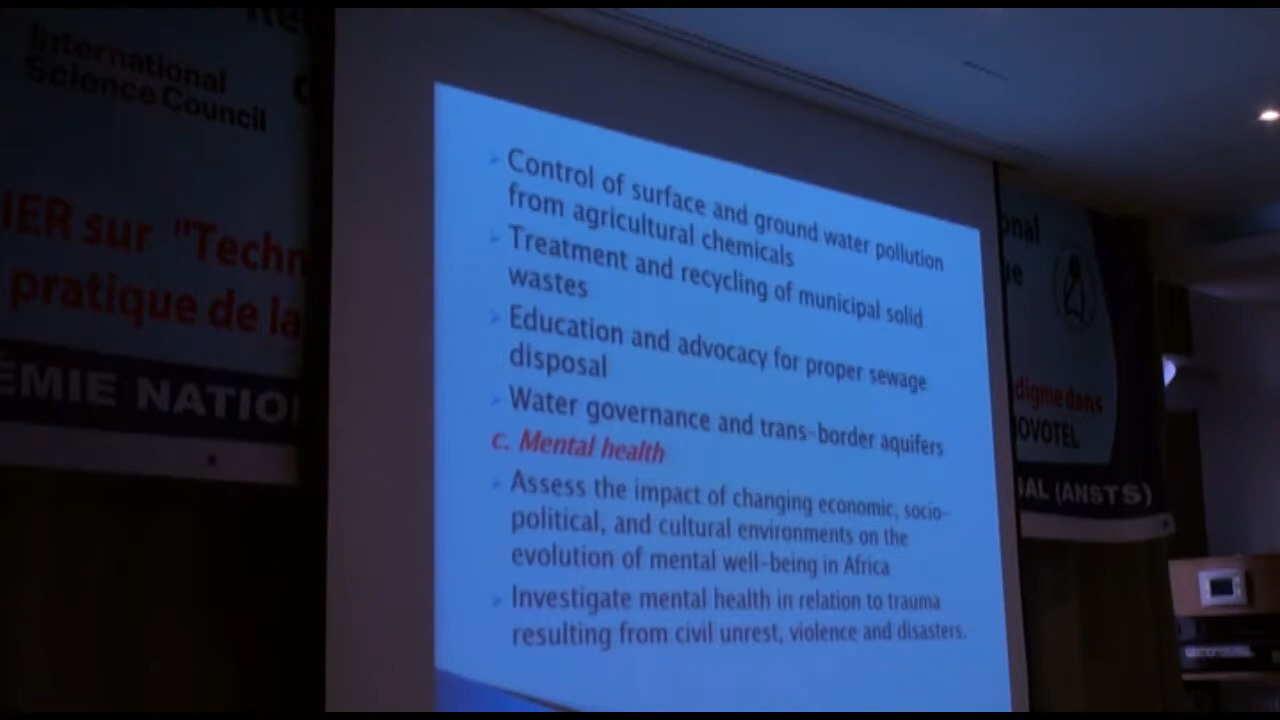 International
Science Council
IER sur "Techn
pratique de la
ÉMIE NATIO
Control of surface and ground water pollution
from agricultural chemicals
Treatment and recycling of municipal solid
wastes
Education and advocacy for proper sewage
disposal
Water governance and trans-border aquifers
c. Mental health
Assess the impact of changing economic, socio-
political, and cultural environments on the
evolution of mental well-being in Africa
Investigate mental health in relation to trauma
resulting from civil unrest, violence and disasters.
onal
digme dans
OVOTEL
AL (ANSTS)